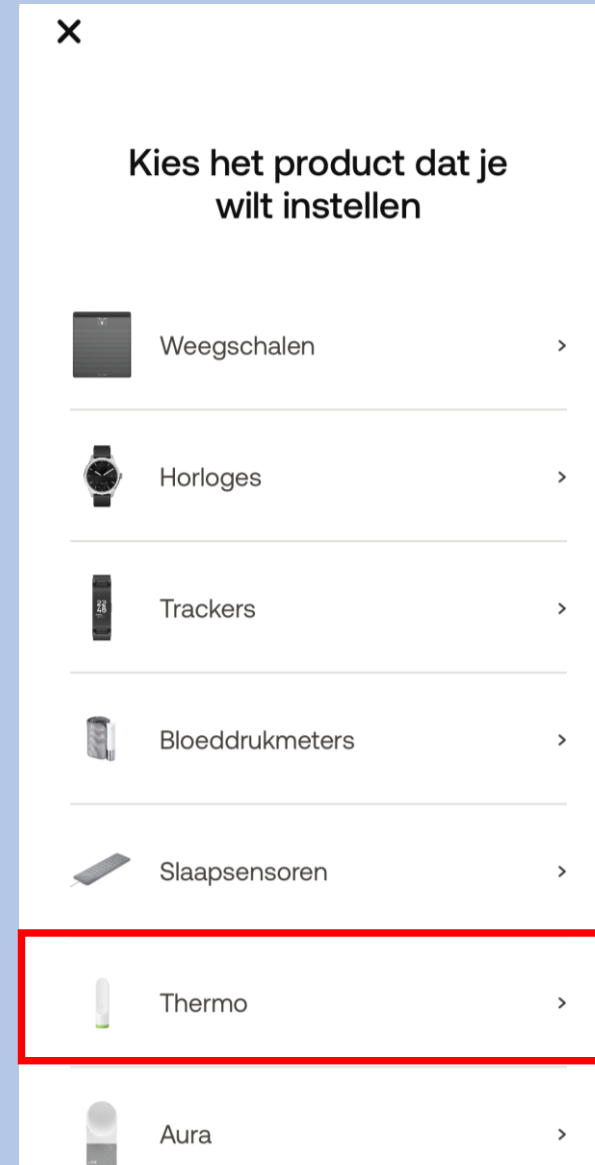 Kies het product dat je
wilt instellen
Weegschalen
Horloges
Trackers
Bloeddrukmeters
Slaapsensoren
Thermo
Aura